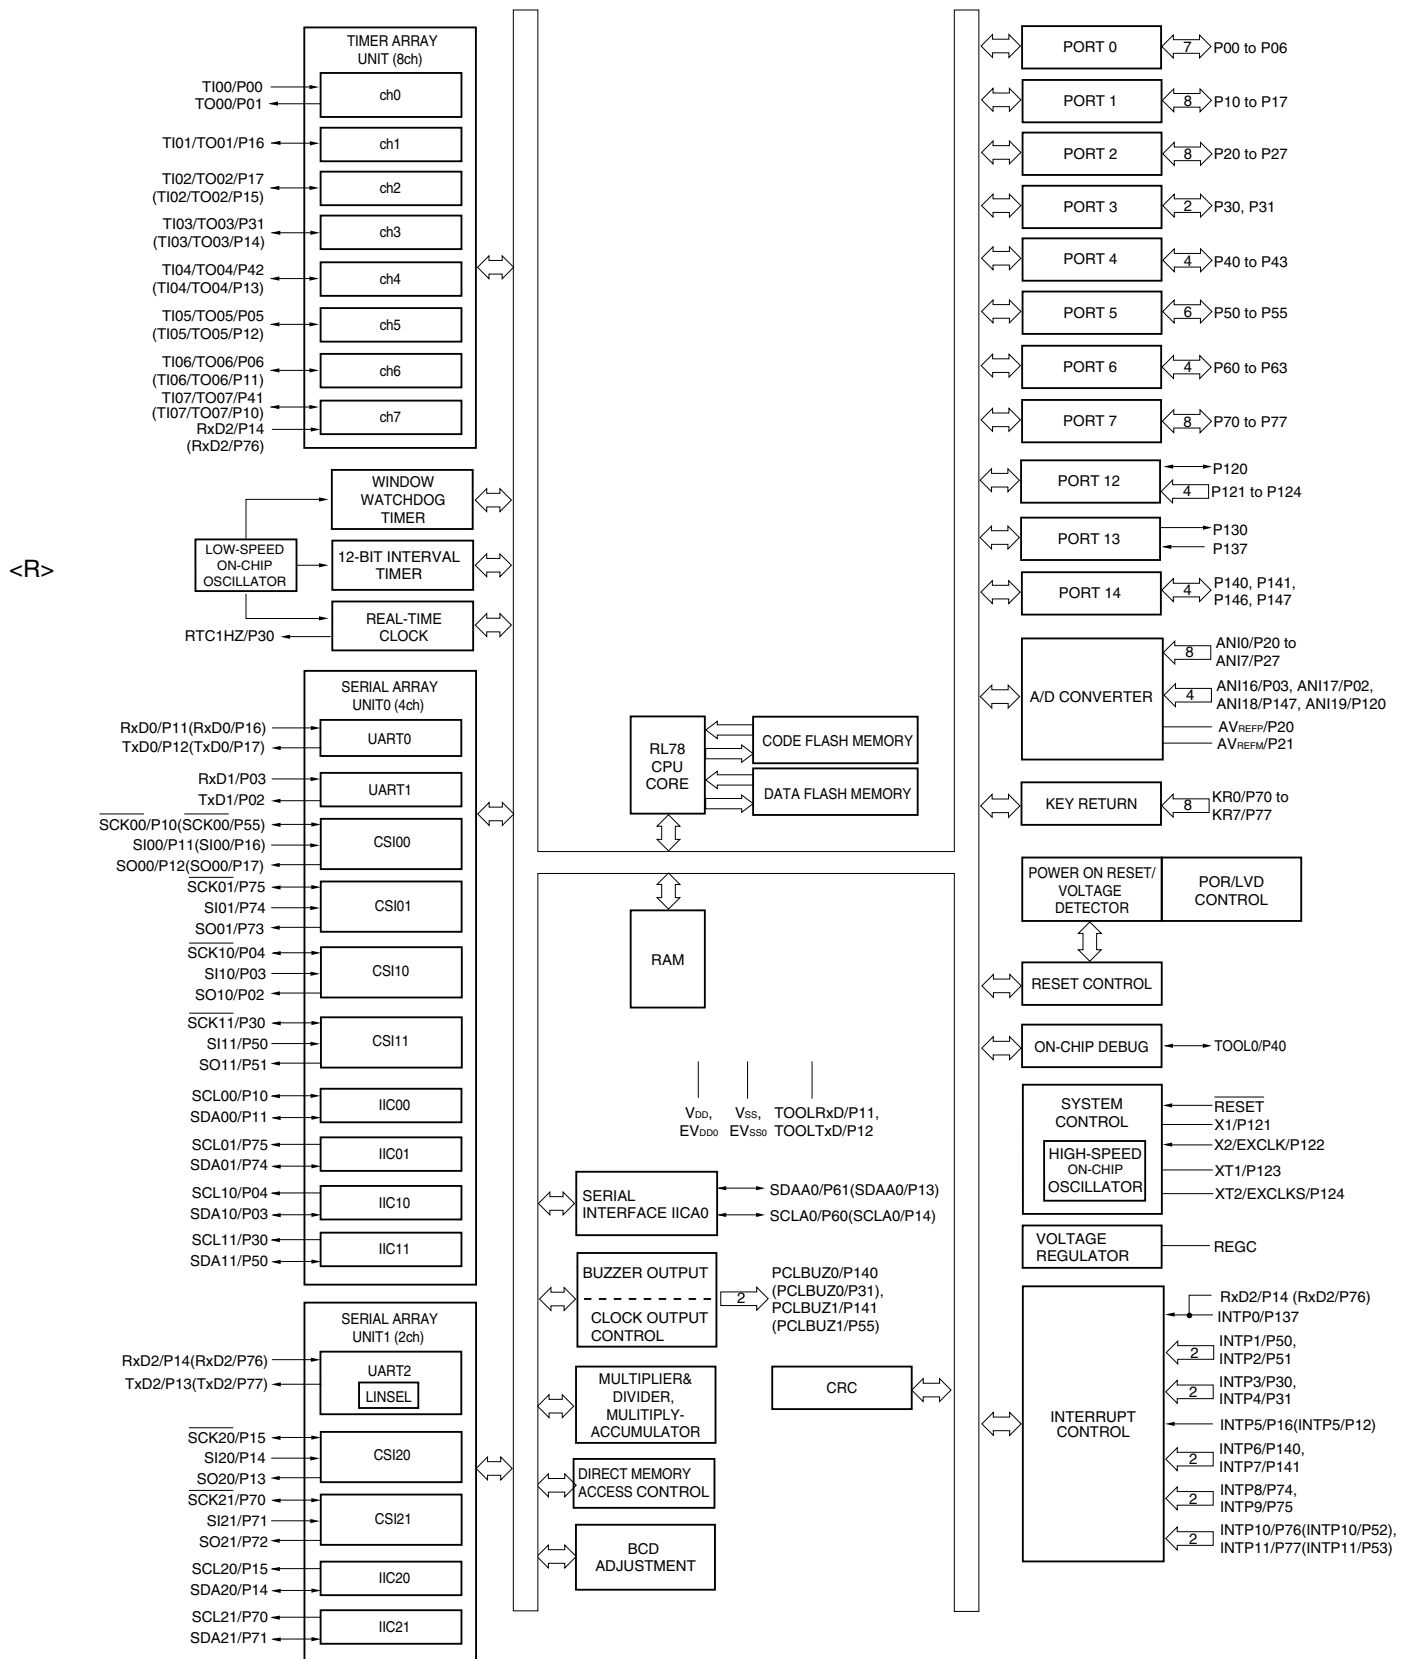 TIMER ARRAY
UNIT (8ch)
TI00/P00
TO00/P01
ch0
TI01/TO01/P16
ch1
TI02/TO02/P17
(TI02/TO02/P15)
ch2
TI03/TO03/P31
(TI03/TO03/P14)
ch3
TI04/TO04/P42
(TI04/TO04/P13)
ch4
TI05/TO05/P05
(TI05/TO05/P12)
ch5
TI06/TO06/P06
(TI06/TO06/P11)
ch6
TI07/TO07/P41
(TI07/TO07/P10)
RxD2/P14
(RxD2/P76)
ch7
WINDOW
WATCHDOG
TIMER
<R>
LOW-SPEED
ON-CHIP
OSCILLATOR
12-BIT INTERVAL
TIMER
REAL-TIME
CLOCK
RTC1HZ/P30
SERIAL ARRAY
UNIT0 (4ch)
RxD0/P11(RxD0/P16)
TxD0/P12(TxD0/P17)
UART0
RxD1/P03
TxD1/P02
UART1
SCK00/P10(SCK00/P55)
SI00/P11(SI00/P16)
SO00/P12(SO00/P17)
CSI00
SCK01/P75
SI01/P74
SO01/P73
CSI01
SCK10/P04
SI10/P03
SO10/P02
CSI10
SCK11/P30
SI11/P50
SO11/P51
CSI11
SCL00/P10
SDA00/P11
IIC00
SCL01/P75
SDA01/P74
IIC01
SCL10/P04
SDA10/P03
IIC10
SCL11/P30
SDA11/P50
IIC11
SERIAL ARRAY
UNIT1 (2ch)
RxD2/P14(RxD2/P76)
TxD2/P13(TxD2/P77)
UART2
LINSEL
SCK20/P15
SI20/P14
SO20/P13
CSI20
SCK21/P70
SI21/P71
SO21/P72
CSI21
SCL20/P15
SDA20/P14
IIC20
SCL21/P70
SDA21/P71
IIC21
RL78
CPU
CORE
CODE FLASH MEMORY
DATA FLASH MEMORY
RAM
VDD,
EVDD0
VSS,
EVSS0
TOOLRxD/P11,
TOOLTxD/P12
SERIAL
INTERFACE IICA0
SDAA0/P61(SDAA0/P13)
SCLA0/P60(SCLA0/P14)
BUZZER OUTPUT
CLOCK OUTPUT
CONTROL
2
PCLBUZ0/P140
(PCLBUZ0/P31),
PCLBUZ1/P141
(PCLBUZ1/P55)
MULTIPLIER&
DIVIDER,
MULITIPLY-
ACCUMULATOR
CRC
DIRECT MEMORY
ACCESS CONTROL
BCD
ADJUSTMENT
PORT 0
7
P00 to P06
PORT 1
8
P10 to P17
PORT 2
8
P20 to P27
PORT 3
2
P30, P31
PORT 4
4
P40 to P43
PORT 5
6
P50 to P55
PORT 6
4
P60 to P63
PORT 7
8
P70 to P77
PORT 12
P120
4
P121 to P124
PORT 13
P130
P137
PORT 14
4
P140, P141,
P146, P147
A/D CONVERTER
8
ANI0/P20 to
ANI7/P27
4
ANI16/P03, ANI17/P02,
ANI18/P147, ANI19/P120
AVREFP/P20
AVREFM/P21
KEY RETURN
8
KR0/P70 to
KR7/P77
POWER ON RESET/
VOLTAGE
DETECTOR
POR/LVD
CONTROL
RESET CONTROL
ON-CHIP DEBUG
TOOL0/P40
SYSTEM
CONTROL
HIGH-SPEED
ON-CHIP
OSCILLATOR
RESET
X1/P121
X2/EXCLK/P122
XT1/P123
XT2/EXCLKS/P124
VOLTAGE
REGULATOR
REGC
INTERRUPT
CONTROL
RxD2/P14 (RxD2/P76)
INTP0/P137
2
INTP1/P50,
INTP2/P51
2
INTP3/P30,
INTP4/P31
INTP5/P16(INTP5/P12)
2
INTP6/P140,
INTP7/P141
2
INTP8/P74,
INTP9/P75
2
INTP10/P76(INTP10/P52),
INTP11/P77(INTP11/P53)